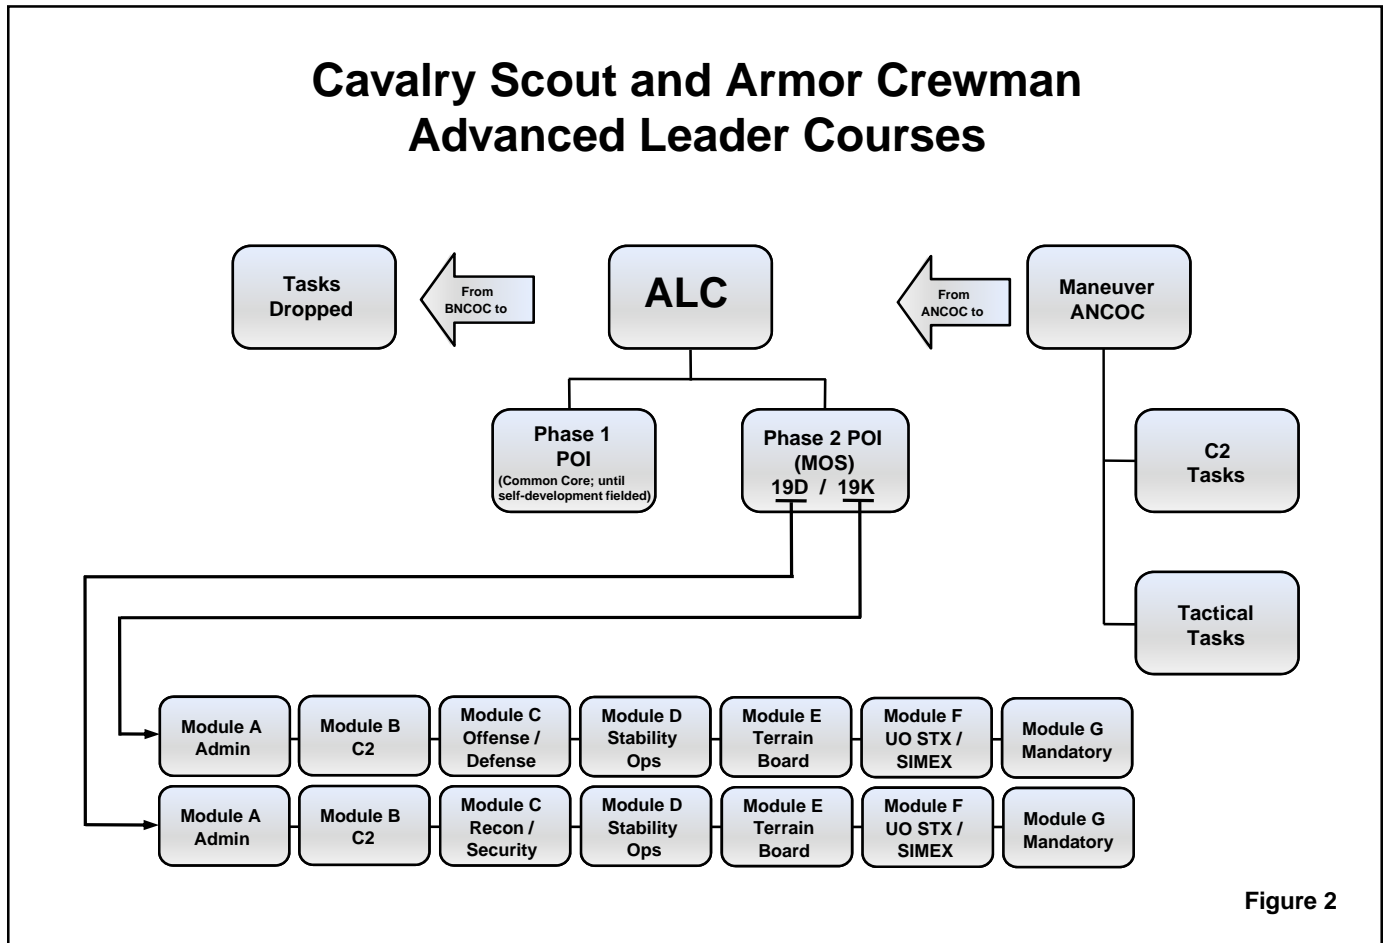 Cavalry Scout and Armor Crewman
Advanced Leader Courses
Tasks
Dropped
From
BNCOC to
ALC
From
ANCOC to
Maneuver
ANCOC
Phase 1
POI
(Common Core; until
self-development fielded)
Phase 2 POI
(MOS)
19D / 19K
C2
Tasks
Tactical
Tasks
Module A
Admin
Module B
C2
Module C
Offense /
Defense
Module D
Stability
Ops
Module E
Terrain
Board
Module F
UO STX /
SIMEX
Module G
Mandatory
Module A
Admin
Module B
C2
Module C
Recon /
Security
Module D
Stability
Ops
Module E
Terrain
Board
Module F
UO STX /
SIMEX
Module G
Mandatory
Figure 2